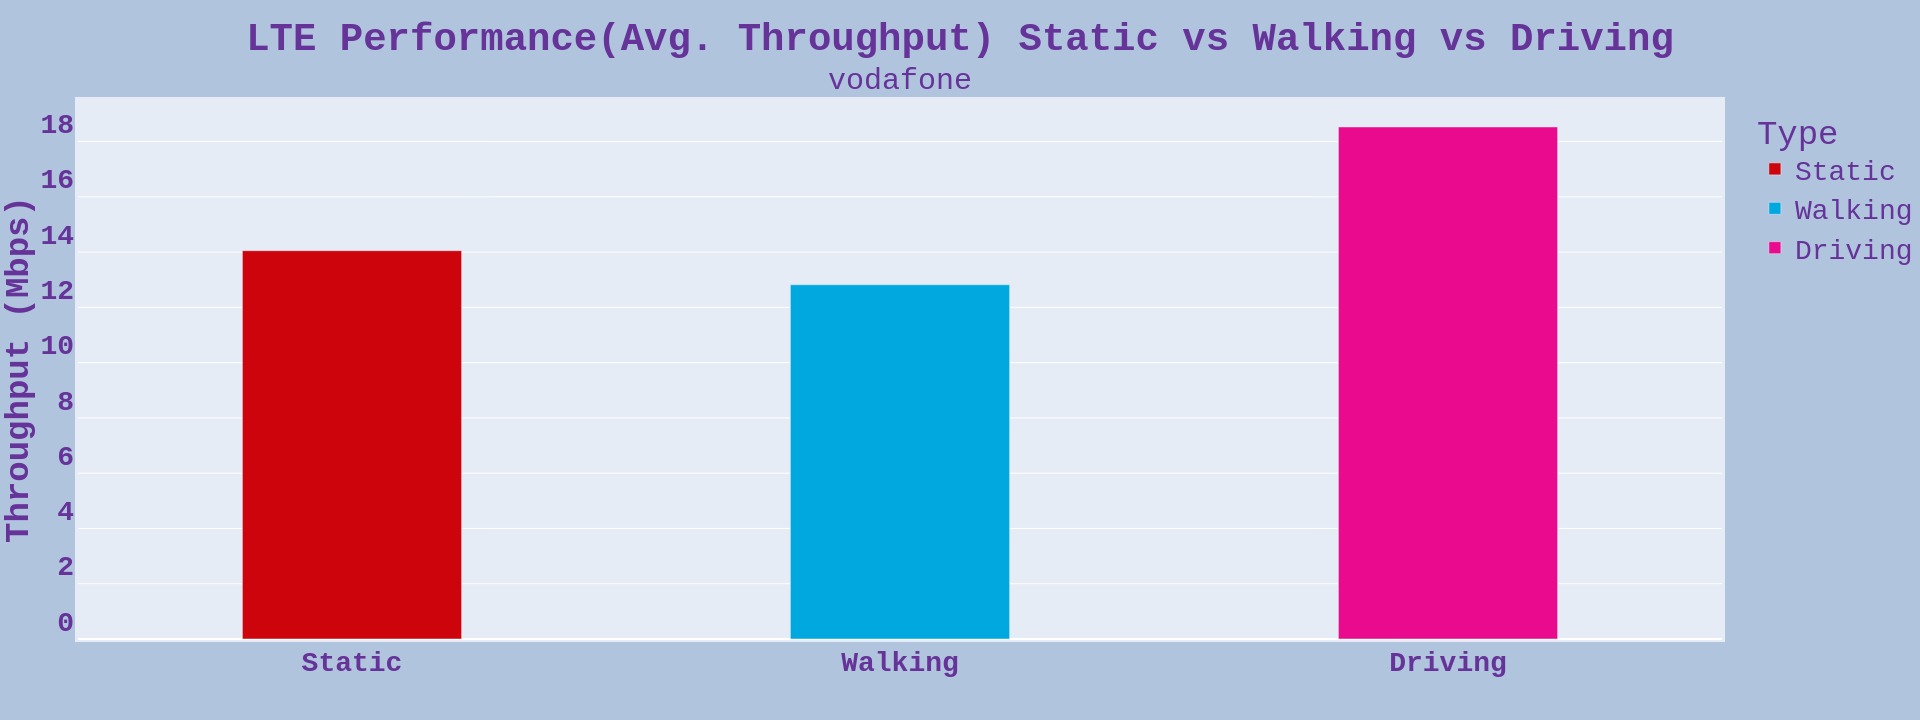 LTE Performance(Avg. Throughput) Static vs Walking vs Driving
vodafone
Throughput (Mbps)
18
16
14
12
10
8
6
4
2
0
Static
Walking
Driving
Type
Static
Walking
Driving